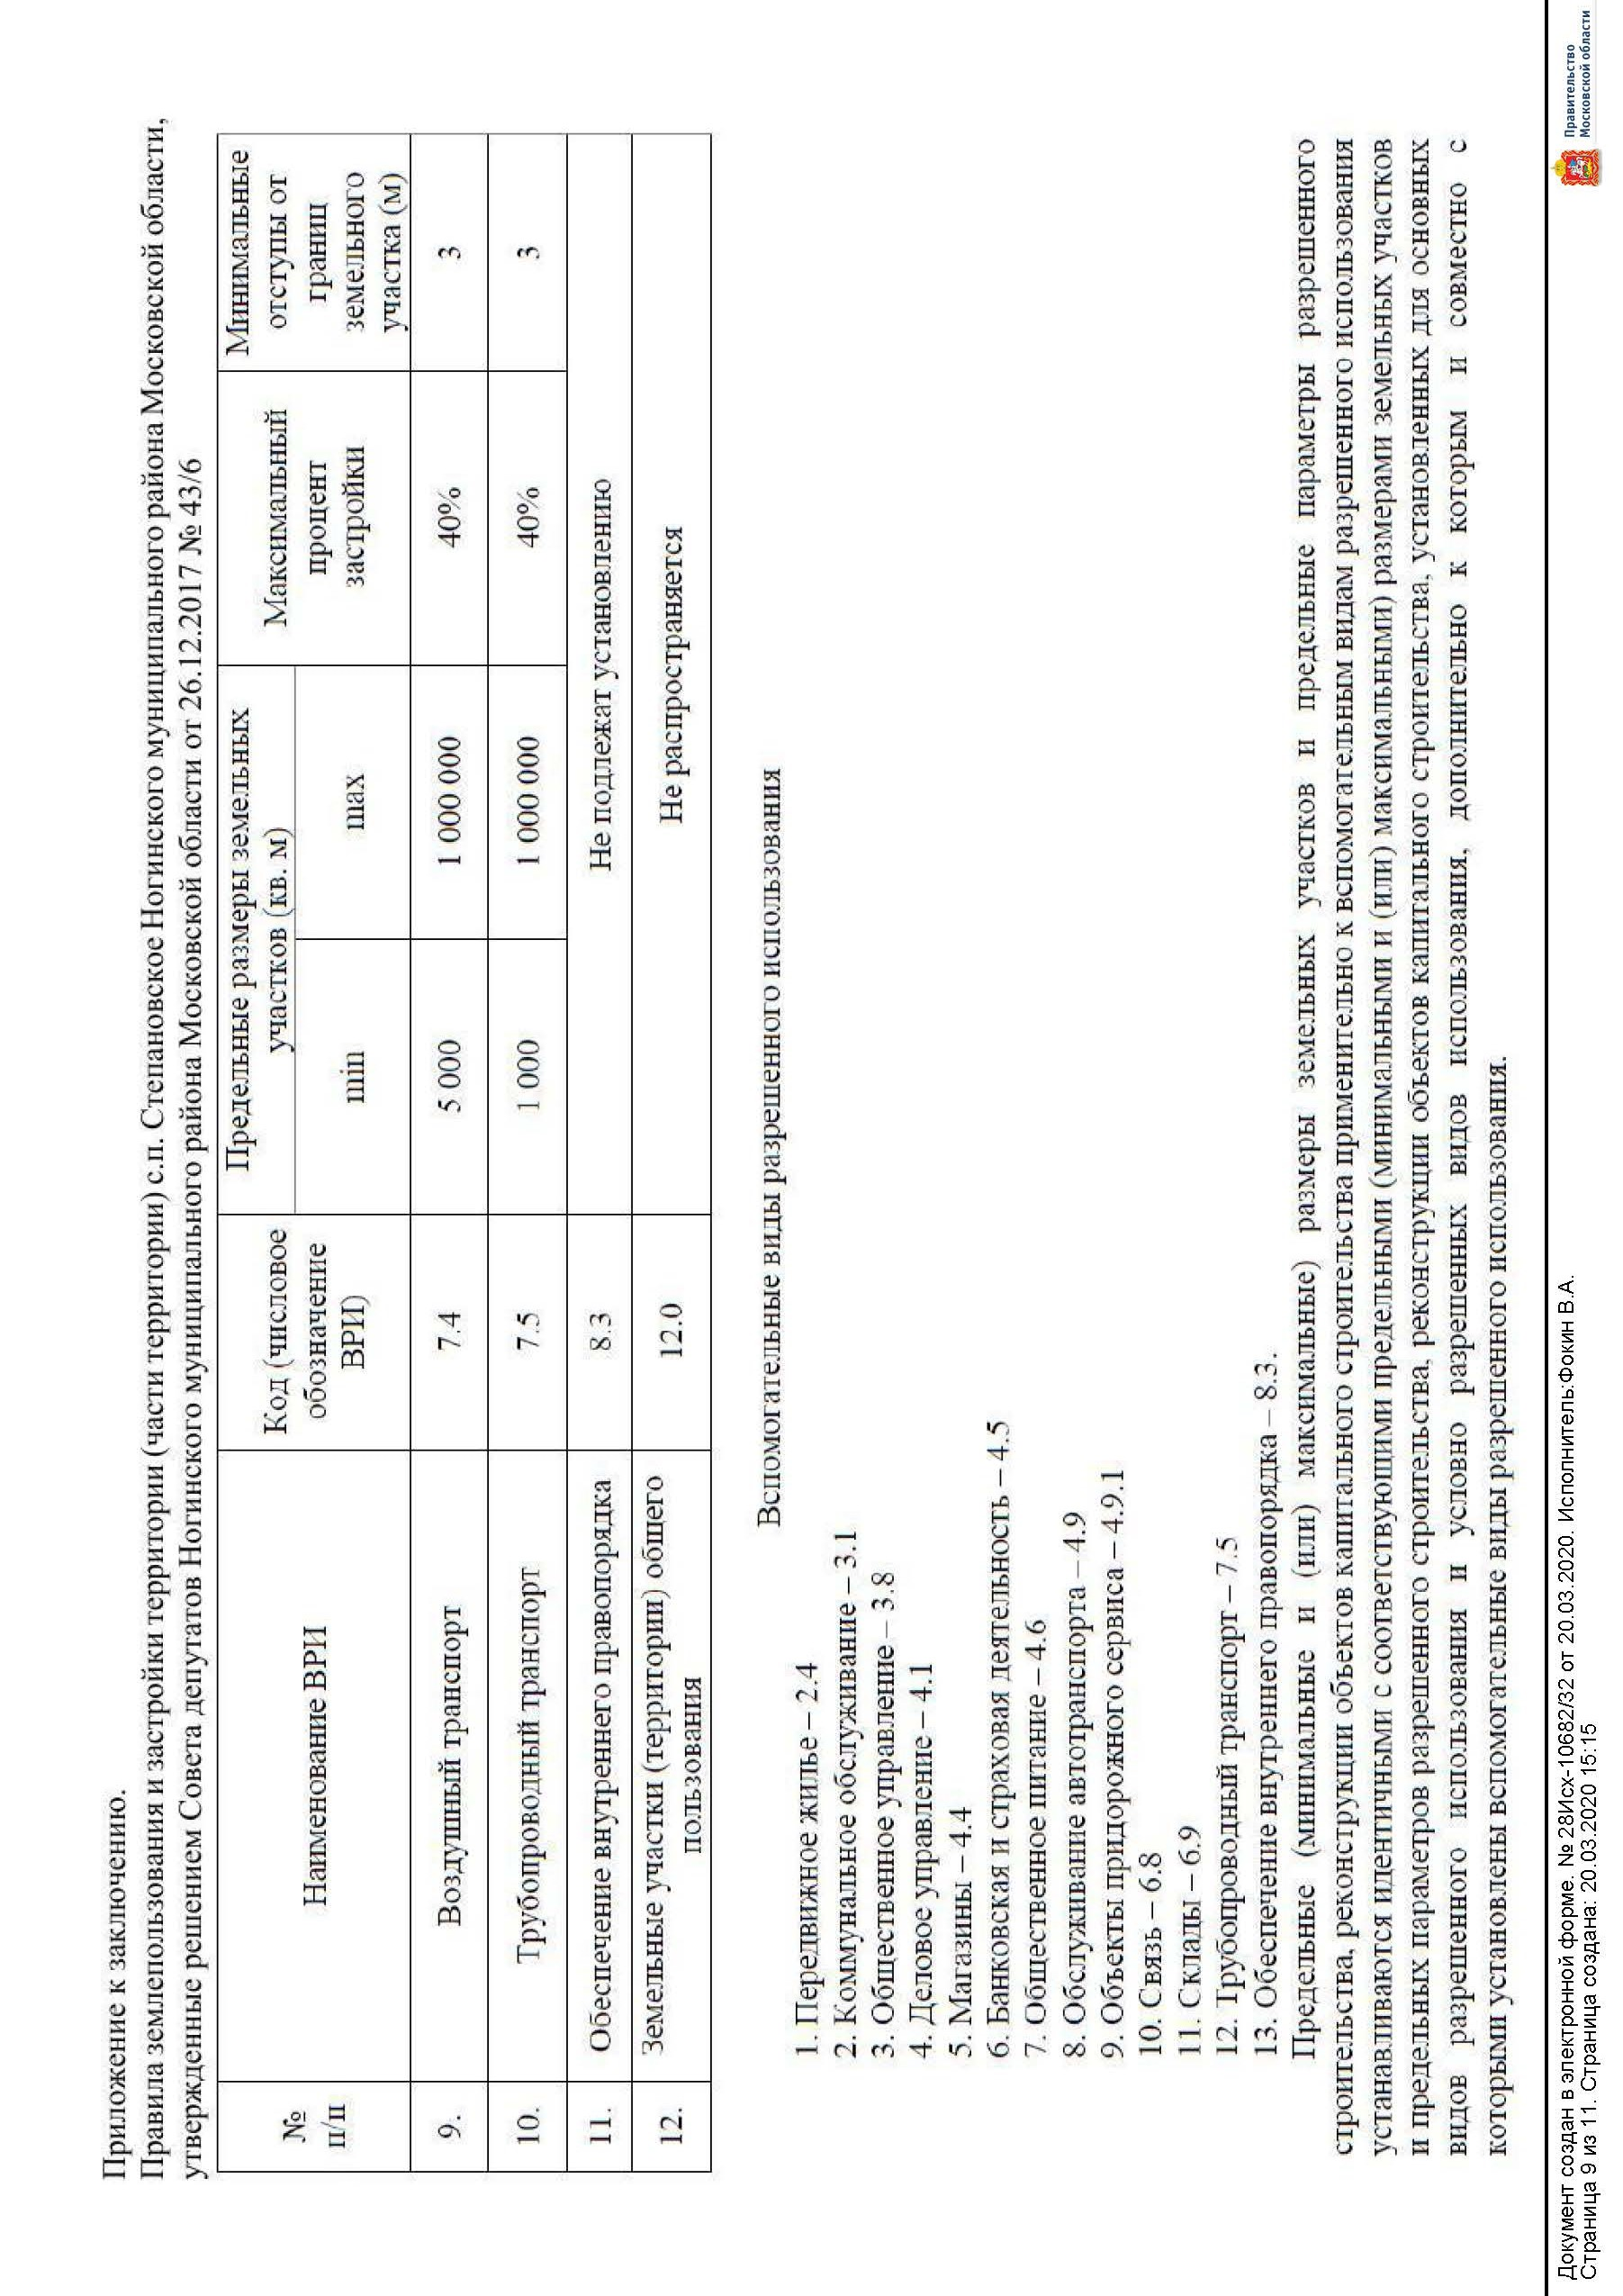 Приложение к заключению.
Правила землепользования и застройки территории (части территории) с.п. Степановское Ногинского муниципального района Московской области,
утвержденные решением Совета депутатов Ногинского муниципального района Московской области от 26.12.2017 № 43/6
№ п/п
Наименование ВРИ
Код (числовое обозначение ВРИ)
Предельные размеры земельных участков (кв. м)
min
max
Максимальный процент застройки
Минимальные отступы от границ земельного участка (м)
9. Воздушный транспорт 7.4 5 000 1 000 000 40% 3
10. Трубопроводный транспорт 7.5 1 000 1 000 000 40% 3
11. Обеспечение внутреннего правопорядка 8.3 Не подлежат установлению
12. Земельные участки (территории) общего пользования 12.0 Не распространяется
Вспомогательные виды разрешенного использования
1. Передвижное жилье – 2.4
2. Коммунальное обслуживание – 3.1
3. Общественное управление – 3.8
4. Деловое управление – 4.1
5. Магазины – 4.4
6. Банковская и страховая деятельность – 4.5
7. Общественное питание – 4.6
8. Обслуживание автотранспорта – 4.9
9. Объекты придорожного сервиса – 4.9.1
10. Связь – 6.8
11. Склады – 6.9
12. Трубопроводный транспорт – 7.5
13. Обеспечение внутреннего правопорядка – 8.3.
Предельные (минимальные и (или) максимальные) размеры земельных участков и предельные параметры разрешенного
строительства, реконструкции объектов капитального строительства применительно к вспомогательным видам разрешенного использования
устанавливаются идентичными с соответствующими предельными (минимальными и (или) максимальными) размерами земельных участков
и предельных параметров разрешенного строительства, реконструкции объектов капитального строительства, установленных для основных
видов разрешенного использования и условно разрешенных видов использования, дополнительно к которым и совместно с
которыми установлены вспомогательные виды разрешенного использования.
Документ создан в электронной форме. № 28Исх-10682/32 от 20.03.2020. Исполнитель:Фокин В.А.
Страница 9 из 11. Страница создана: 20.03.2020 15:15
Правительство
Московской области